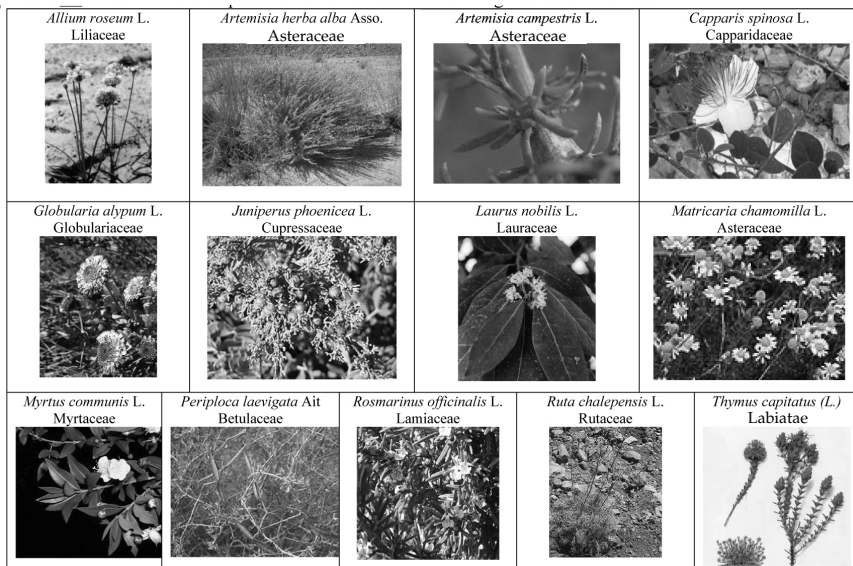 Allium roseum L.
Liliaceae
Artemisia herba alba Asso.
Asteraceae
Artemisia campestris L.
Asteraceae
Capparis spinosa L.
Capparidaceae
Globularia alypum L.
Globulariaceae
Juniperus phoenicea L.
Cupressaceae
Laurus nobilis L.
Lauraceae
Matricaria chamomilla L.
Asteraceae
Myrtus communis L.
Myrtaceae
Periploca laevigata Ait
Betulaceae
Rosmarinus officinalis L.
Lamiaceae
Ruta chalepensis L.
Rutaceae
Thymus capitatus (L.)
Labiatae